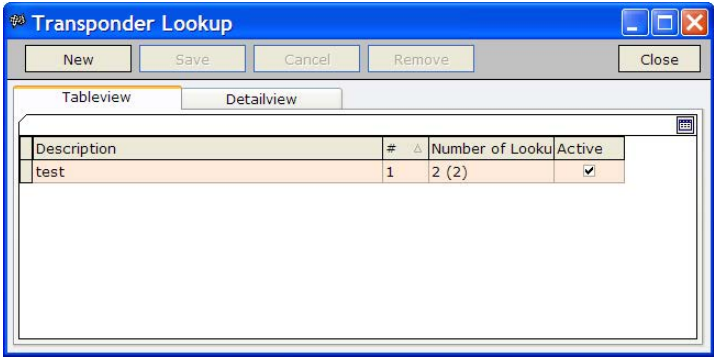 Transponder Lookup
New Save Cancel Remove Close
Tableview Detailview
Description # Number of Looku Active
test 1 2 (2)